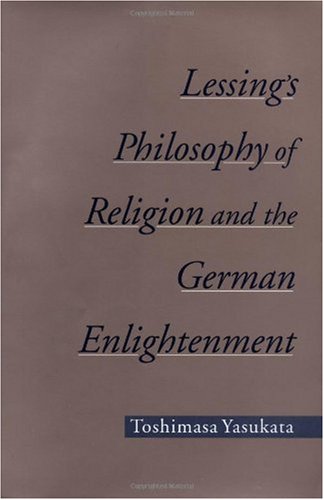 Lessing's
Philosophy of
Religion and the
German
Enlightenment
Toshimasa Yasukata